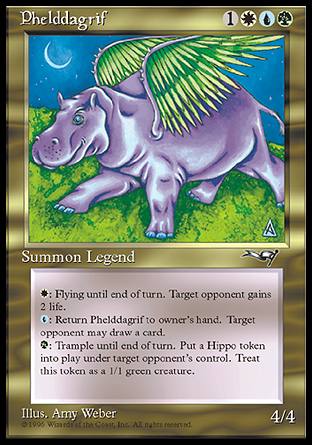 Phelddagrif 1
Summon Legend
: Flying until end of turn. Target opponent gains
2 life.
: Return Phelddagrif to owner's hand. Target
opponent may draw a card.
: Trample until end of turn. Put a Hippo token
into play under target opponent's control. Treat
this token as a 1/1 green creature.
Illus. Amy Weber 4/4
© 1996 Wizards of the Coast, Inc. All rights reserved.